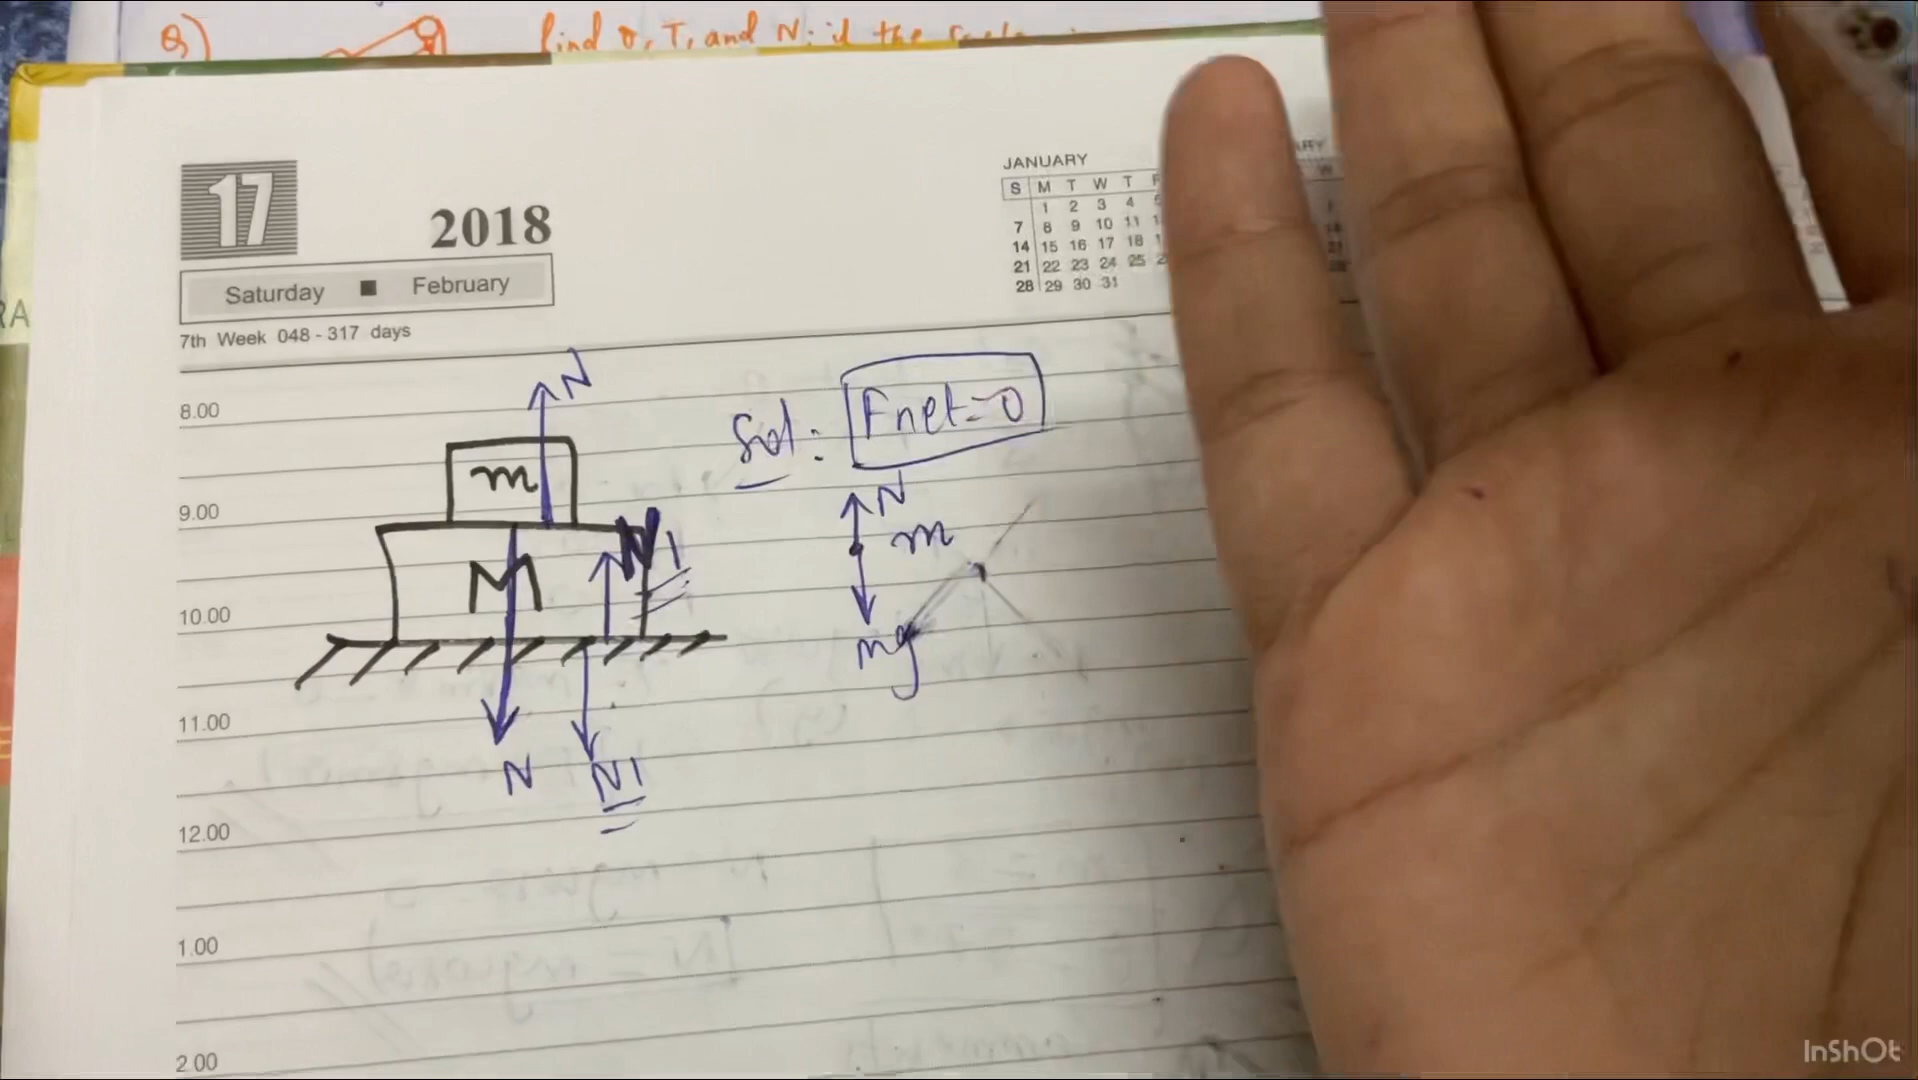 Q) find
T, and N: if the
17
2018
Saturday ■ February
7th Week 048 - 317 days
JANUARY
S M T W T
1 2 3 4
7 8 9 10 11
14 15 16 17 18
21 22 23 24 25
28 29 30 31
8.00
9.00
10.00
11.00
12.00
1.00
2.00
N
m
M
N1
N
N1
Sol: Fnet=0
N
m
mg
InShOt